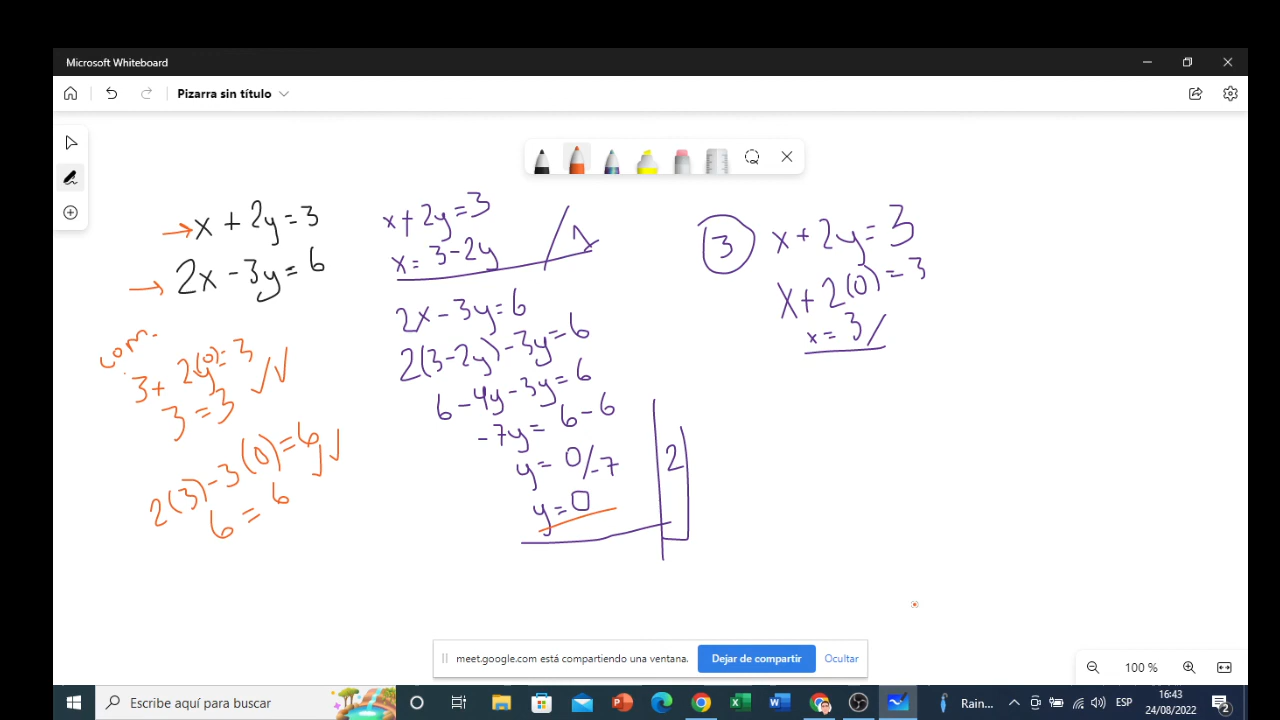 Microsoft Whiteboard
Pizarra sin título
x + 2y = 3
2x - 3y = 6
com.
3 + 2(0) = 3
3 = 3
2(3) - 3(0) = 6
6 = 6
x + 2y = 3
x = 3 - 2y
1
2x - 3y = 6
2(3 - 2y) - 3y = 6
6 - 4y - 3y = 6
-7y = 6 - 6
y = 0/-7
y = 0
2
3
x + 2y = 3
x + 2(0) = 3
x = 3
meet.google.com está compartiendo una ventana.
Dejar de compartir
Ocultar
100 %
Escribe aquí para buscar
Rain...
ESP
16:43
24/08/2022
2